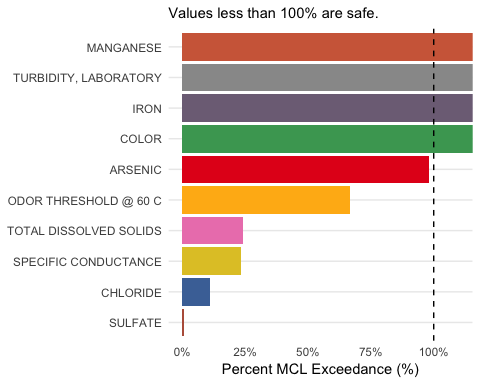 Values less than 100% are safe.
MANGANESE
TURBIDITY, LABORATORY
IRON
COLOR
ARSENIC
ODOR THRESHOLD @ 60 C
TOTAL DISSOLVED SOLIDS
SPECIFIC CONDUCTANCE
CHLORIDE
SULFATE
0% 25% 50% 75% 100%
Percent MCL Exceedance (%)